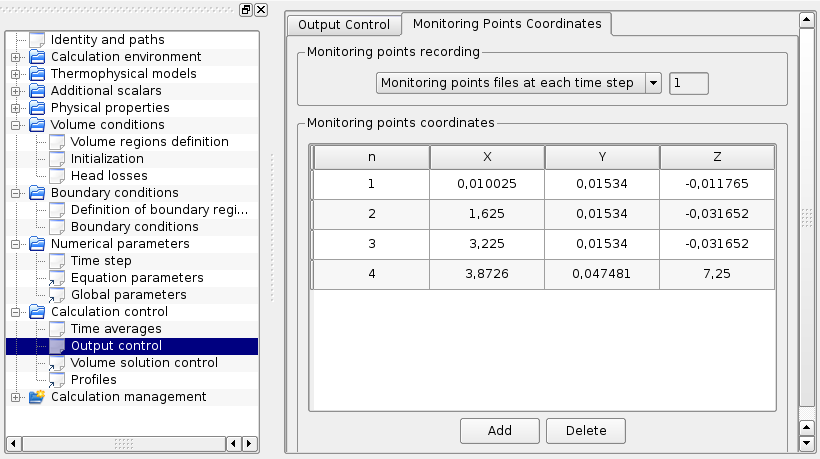 Identity and paths
Calculation environment
Thermophysical models
Additional scalars
Physical properties
Volume conditions
Volume regions definition
Initialization
Head losses
Boundary conditions
Definition of boundary regi...
Boundary conditions
Numerical parameters
Time step
Equation parameters
Global parameters
Calculation control
Time averages
Output control
Volume solution control
Profiles
Calculation management
Output Control Monitoring Points Coordinates
Monitoring points recording
Monitoring points files at each time step 1
Monitoring points coordinates
n X Y Z
1 0,010025 0,01534 -0,011765
2 1,625 0,01534 -0,031652
3 3,225 0,01534 -0,031652
4 3,8726 0,047481 7,25
Add Delete